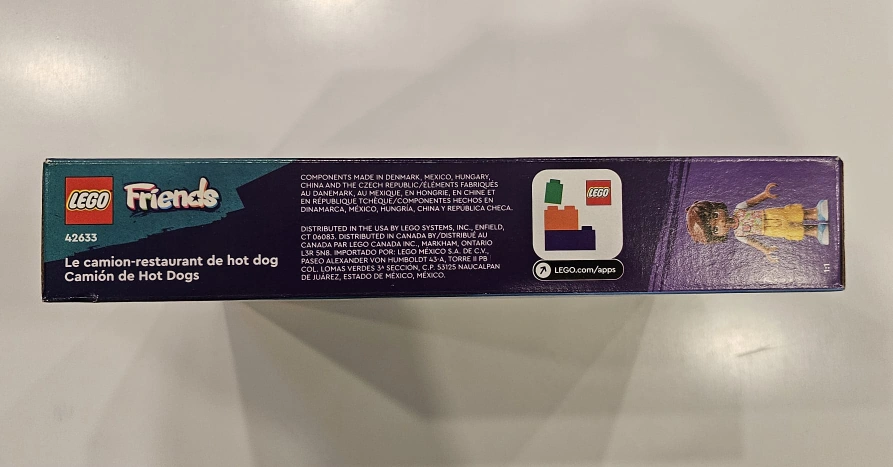 LEGO Friends
42633
Le camion-restaurant de hot dog
Camión de Hot Dogs
COMPONENTS MADE IN DENMARK, MEXICO, HUNGARY,
CHINA AND THE CZECH REPUBLIC/ÉLÉMENTS FABRIQUÉS
AU DANEMARK, AU MEXIQUE, EN HONGRIE, EN CHINE ET
EN RÉPUBLIQUE TCHÈQUE/COMPONENTES HECHOS EN
DINAMARCA, MÉXICO, HUNGRÍA, CHINA Y REPÚBLICA CHECA.
DISTRIBUTED IN THE USA BY LEGO SYSTEMS, INC., ENFIELD,
CT 06083. DISTRIBUTED IN CANADA BY/DISTRIBUÉ AU
CANADA PAR LEGO CANADA INC., MARKHAM, ONTARIO
L3R 5N8. IMPORTADO POR: LEGO MÉXICO S.A. DE C.V.,
PASEO ALEXANDER VON HUMBOLDT 43-A, TORRE II PB
COL. LOMAS VERDES 3ª SECCIÓN, C.P. 53125 NAUCALPAN
DE JUÁREZ, ESTADO DE MÉXICO, MÉXICO.
LEGO
LEGO.com/apps
1:1